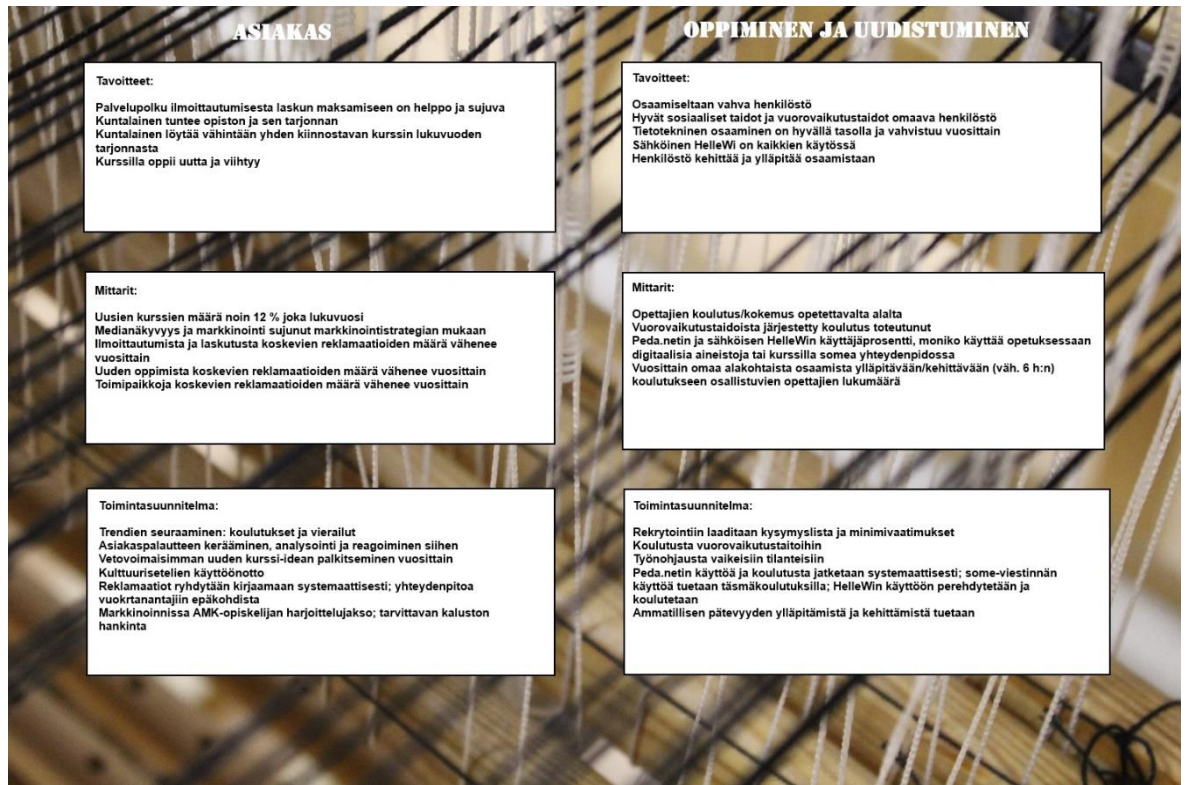 ASIAKAS
Tavoitteet:
Palvelupolku ilmoittautumisesta laskun maksamiseen on helppo ja sujuva
Kuntalainen tuntee opiston ja sen tarjonnan
Kuntalainen löytää vähintään yhden kiinnostavan kurssin lukuvuoden
tarjonnasta
Kurssilla oppii uutta ja viihtyy
Mittarit:
Uusien kurssien määrä noin 12 % joka lukuvuosi
Medianäkyvyys ja markkinointi sujunut markkinointistrategian mukaan
Ilmoittautumista ja laskutusta koskevien reklamaatioiden määrä vähenee
vuosittain
Uuden oppimista koskevien reklamaatioiden määrä vähenee vuosittain
Toimipaikkoja koskevien reklamaatioiden määrä vähenee vuosittain
Toimintasuunnitelma:
Trendien seuraaminen: koulutukset ja vierailut
Asiakaspalautteen kerääminen, analysointi ja reagoiminen siihen
Vetovoimaisimman uuden kurssi-idean palkitseminen vuosittain
Kulttuurisetelien käyttöönotto
Reklamaatiot ryhdytään kirjaamaan systemaattisesti; yhteydenpitoa
vuokrtanantajiin epäkohdista
Markkinoinnissa AMK-opiskelijan harjoittelujakso; tarvittavan kaluston
hankinta
OPPIMINEN JA UUDISTUMINEN
Tavoitteet:
Osaamiseltaan vahva henkilöstö
Hyvät sosiaaliset taidot ja vuorovaikutustaidot omaava henkilöstö
Tietotekninen osaaminen on hyvällä tasolla ja vahvistuu vuosittain
Sähköinen HelleWi on kaikkien käytössä
Henkilöstö kehittää ja ylläpitää osaamistaan
Mittarit:
Opettajien koulutus/kokemus opetettavalta alalta
Vuorovaikutustaidoista järjestetty koulutus toteutunut
Peda.netin ja sähköisen HelleWin käyttäjäprosentti, moniko käyttää opetuksessaan
digitaalisia aineistoja tai kurssilla somea yhteydenpidossa
Vuosittain omaa alakohtaista osaamista ylläpitävään/kehittävään (väh. 6 h:n)
koulutukseen osallistuvien opettajien lukumäärä
Toimintasuunnitelma:
Rekrytointiin laaditaan kysymyslista ja minimivaatimukset
Koulutusta vuorovaikutustaitoihin
Työnohjausta vaikeisiin tilanteisiin
Peda.netin käyttöä ja koulutusta jatketaan systemaattisesti; some-viestinnän
käyttöä tuetaan täsmäkoulutuksilla; HelleWin käyttöön perehdytetään ja
koulutetaan
Ammatillisen pätevyyden ylläpitämistä ja kehittämistä tuetaan